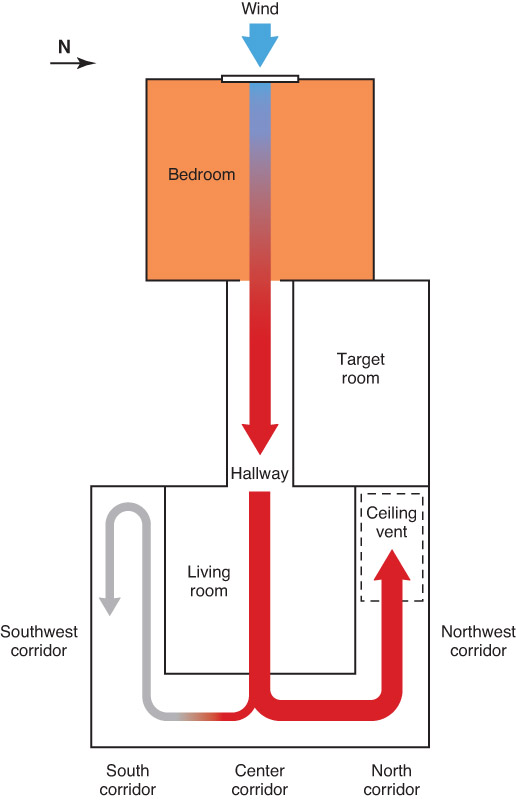 Wind
N
Bedroom
Target
room
Hallway
Ceiling
vent
Living
room
Southwest
corridor
Northwest
corridor
South
corridor
Center
corridor
North
corridor